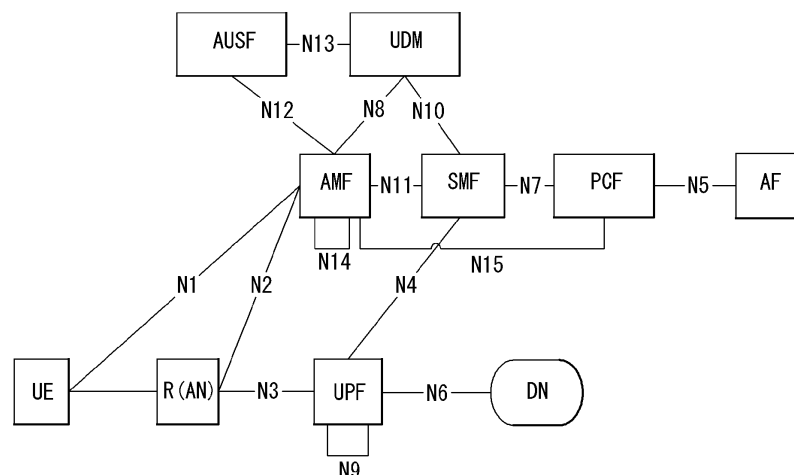 AUSF
N13
UDM
N12
N8
N10
AMF
N11
SMF
N7
PCF
N5
AF
N14
N15
N1
N2
N4
UE
R(AN)
N3
UPF
N6
DN
N9